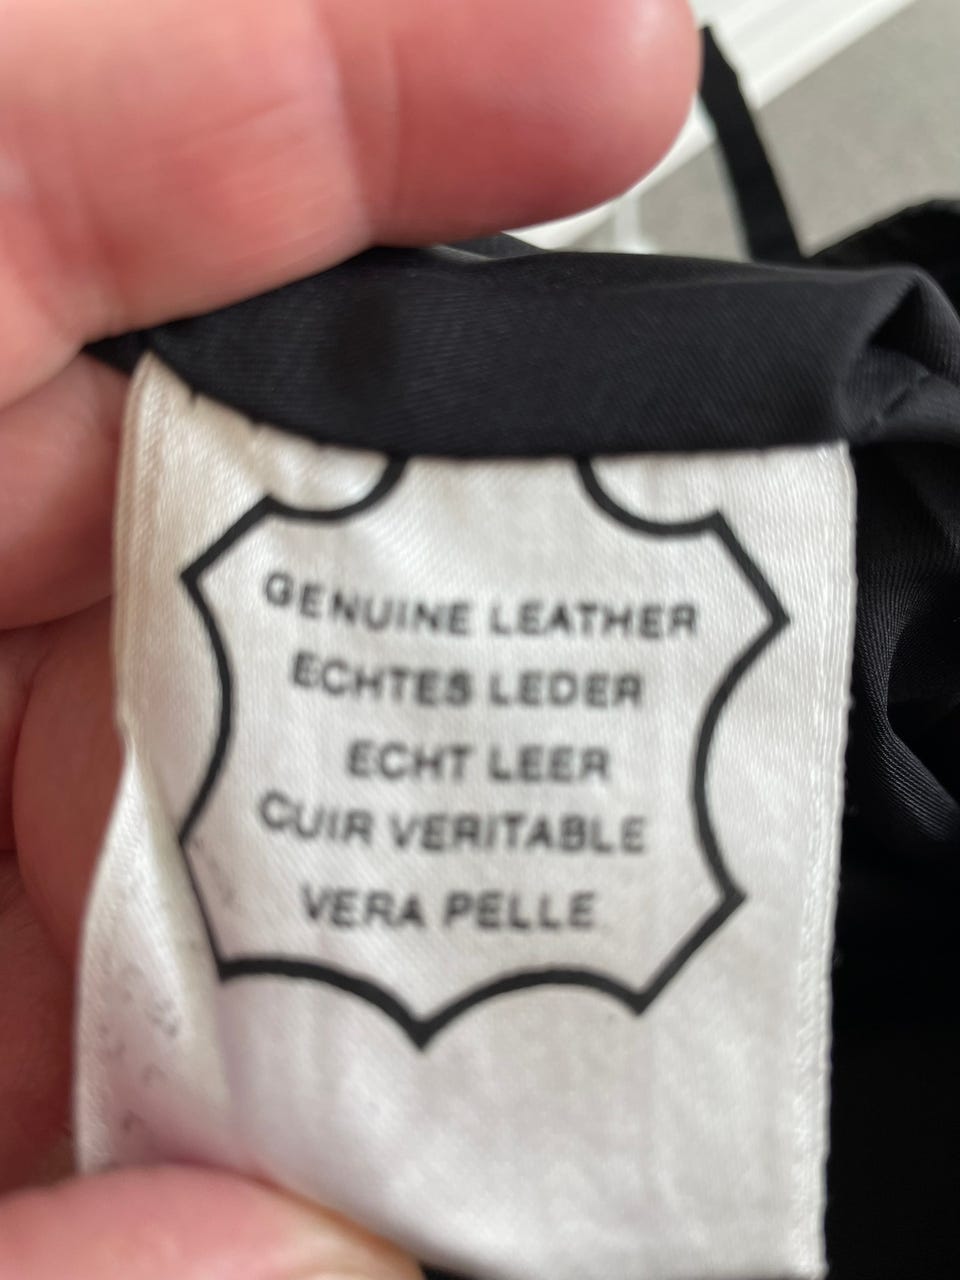 GENUINE LEATHER
ECHTES LEDER
ECHT LEER
CUIR VERITABLE
VERA PELLE